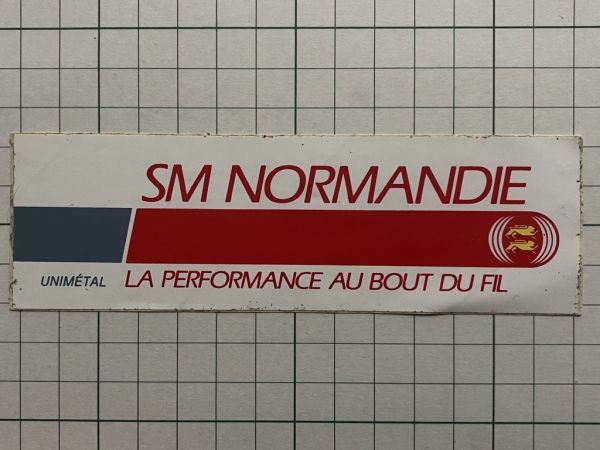 SM NORMANDIE
UNIMÉTAL
LA PERFORMANCE AU BOUT DU FIL